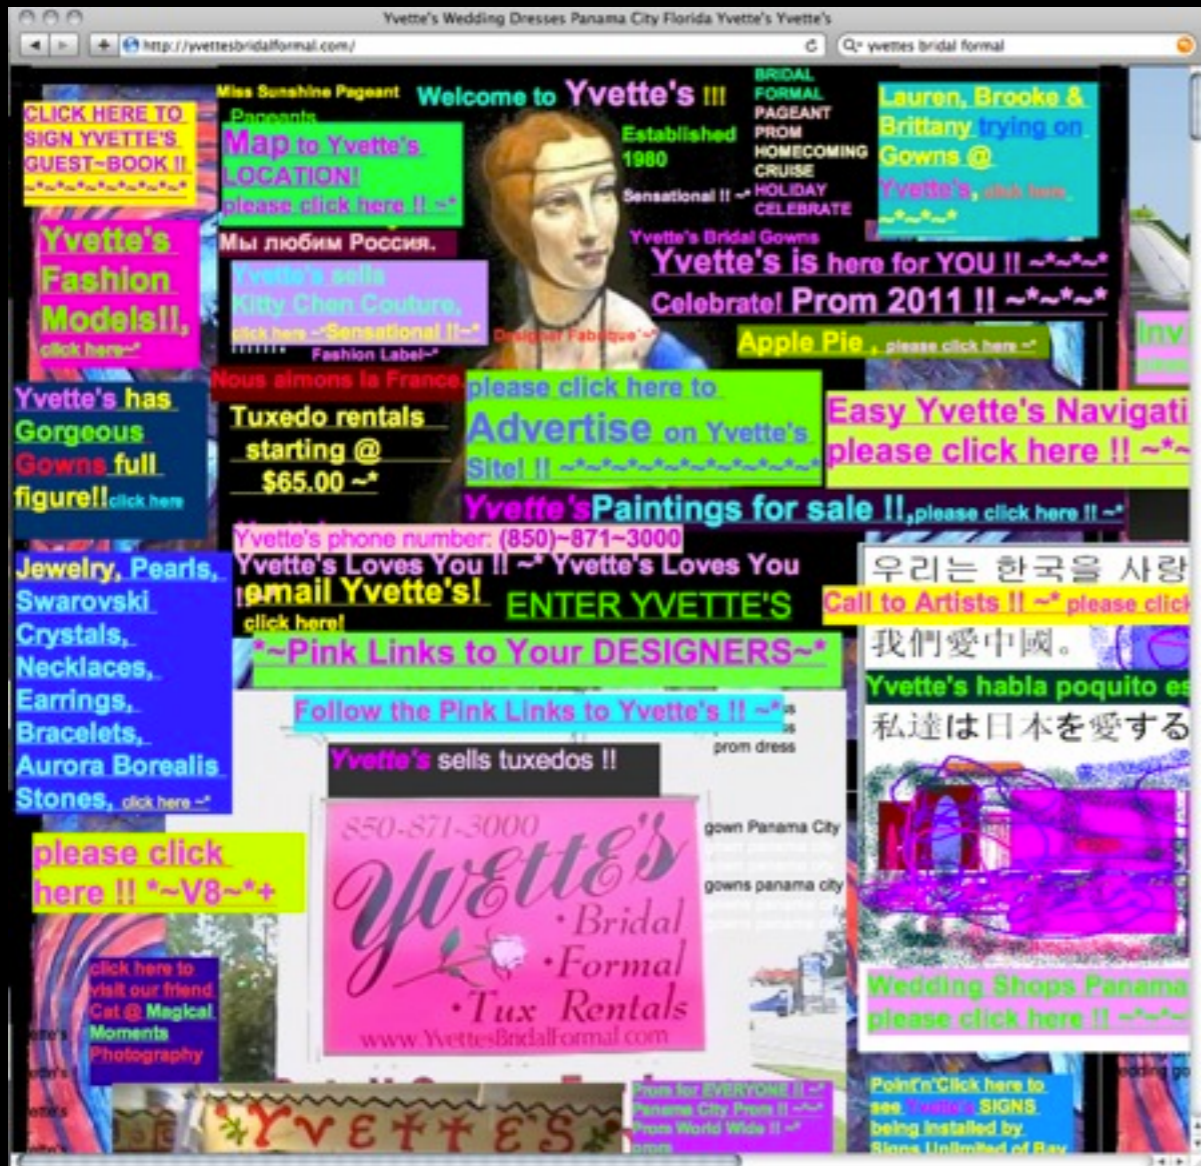 Yvette's Wedding Dresses Panama City Florida Yvette's Yvette's
http://yvettesbridalformal.com/
yvettes bridal formal
CLICK HERE TO
SIGN YVETTE'S
GUEST~BOOK !!
~*~*~*~*~*~*~*
Miss Sunshine Pageant
Pageants
Map to Yvette's
LOCATION!
please click here !! ~*
Welcome to Yvette's !!!
Established
1980
Sensational !! ~*
BRIDAL
FORMAL
PAGEANT
PROM
HOMECOMING
CRUISE
HOLIDAY
CELEBRATE
Lauren, Brooke &
Brittany trying on
Gowns @
Yvette's, click here
~*~*~*
Yvette's
Fashion
Models!!,
click here~*
Мы любим Россия.
Yvette's sells
Kitty Chen Couture,
click here ~*Sensational !!~*
Fashion Label~*
Yvette's Bridal Gowns
Yvette's is here for YOU !! ~*~*~*
Celebrate! Prom 2011 !! ~*~*~*
Designer
Apple Pie , please click here ~*
Nous aimons la France.
Yvette's has
Gorgeous
Gowns full
figure!!click here
Tuxedo rentals
starting @
$65.00 ~*
please click here to
Advertise on Yvette's
Site! !! ~*~*~*~*~*~*~*~*~*~*~*
Easy Yvette's Navigati
please click here !! ~*~
Yvette'sPaintings for sale !!,please click here !! ~*
Yvette's phone number: (850)~871~3000
Yvette's Loves You !! ~* Yvette's Loves You
email Yvette's!
click here!
ENTER YVETTE'S
Jewelry, Pearls,
Swarovski
Crystals,
Necklaces,
Earrings,
Bracelets,
Aurora Borealis
Stones, click here ~*
우리는 한국을 사랑
Call to Artists !! ~* please click
我們愛中國。
Yvette's habla poquito es
私達は日本を愛する
*~Pink Links to Your DESIGNERS~*
Follow the Pink Links to Yvette's !! ~*
prom dress
Yvette's sells tuxedos !!
850-871-3000
Yvette's
•Bridal
•Formal
•Tux Rentals
www.YvettesBridalFormal.com
gown Panama City
gowns panama city
please click
here !! *~V8~*+
click here to
visit our friend
Cat @ Magical
Moments
Photography
Wedding Shops Panama
please click here !! ~*~*~
YVETTE'S
Prom for EVERYONE !! ~*
Panama City Prom !! ~*~*
Prom World Wide !! ~*
prom
Point'n'Click here to
see Yvette's SIGNS
being installed by
Signs Unlimited of Bay